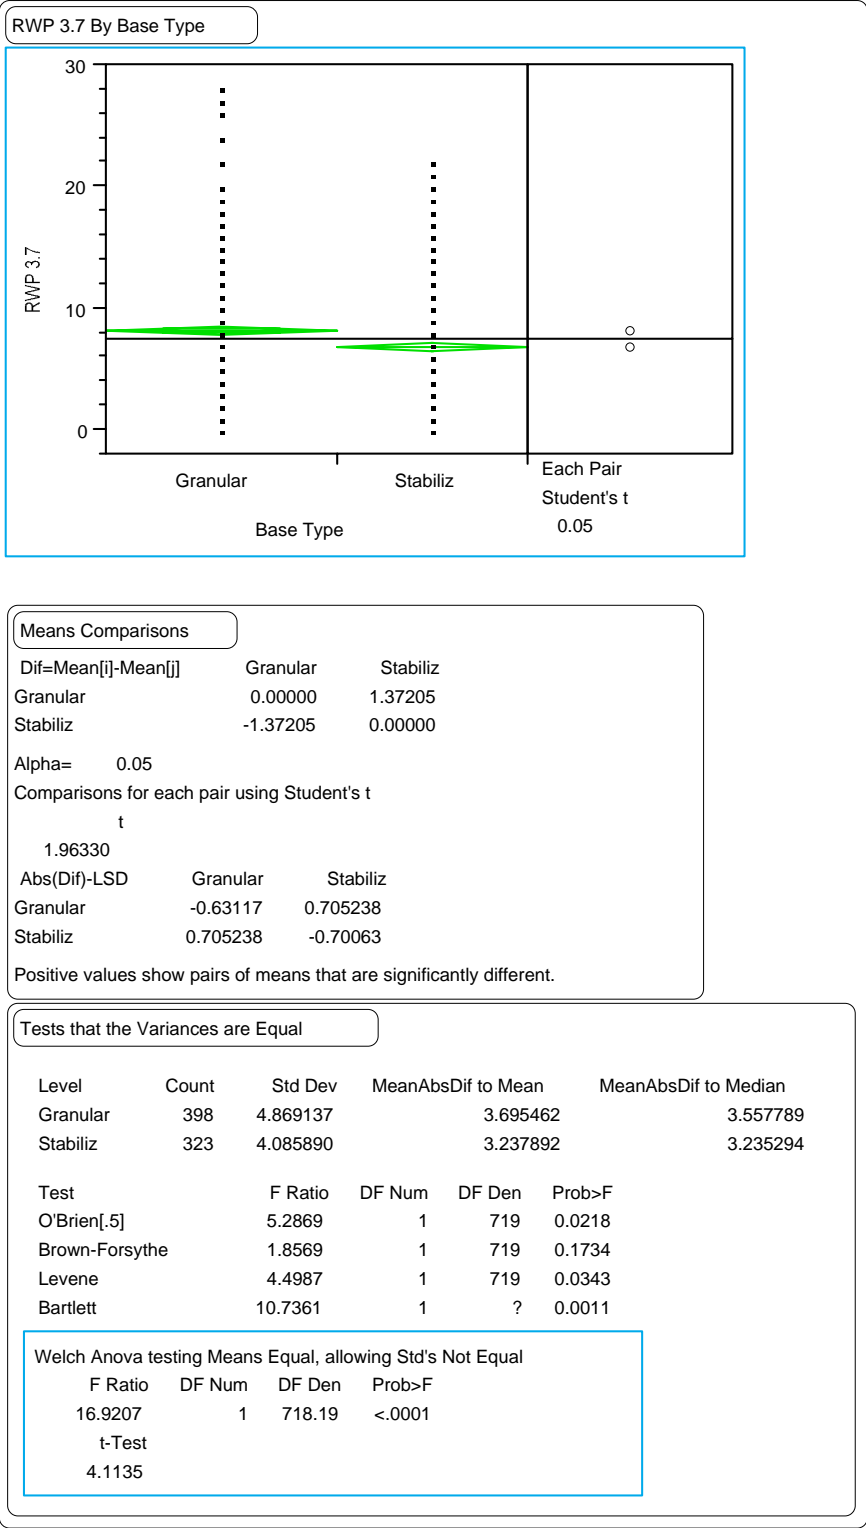 RWP 3.7 By Base Type
30
20
10
0
RWP 3.7
Granular Stabiliz
Base Type
Each Pair
Student's t
0.05
Means Comparisons
Dif=Mean[i]-Mean[j] Granular Stabiliz
Granular 0.00000 1.37205
Stabiliz -1.37205 0.00000
Alpha= 0.05
Comparisons for each pair using Student's t
t
1.96330
Abs(Dif)-LSD Granular Stabiliz
Granular -0.63117 0.705238
Stabiliz 0.705238 -0.70063
Positive values show pairs of means that are significantly different.
Tests that the Variances are Equal
Level Count Std Dev MeanAbsDif to Mean MeanAbsDif to Median
Granular 398 4.869137 3.695462 3.557789
Stabiliz 323 4.085890 3.237892 3.235294
Test F Ratio DF Num DF Den Prob>F
O'Brien[.5] 5.2869 1 719 0.0218
Brown-Forsythe 1.8569 1 719 0.1734
Levene 4.4987 1 719 0.0343
Bartlett 10.7361 1 ? 0.0011
Welch Anova testing Means Equal, allowing Std's Not Equal
F Ratio DF Num DF Den Prob>F
16.9207 1 718.19 <.0001
t-Test
4.1135